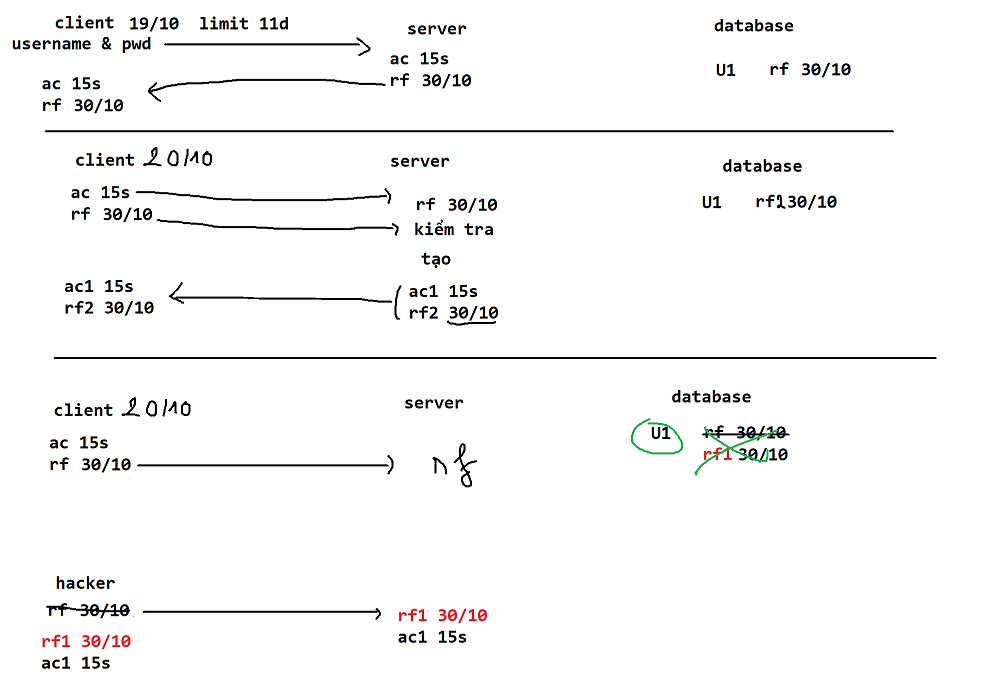 client 19/10 limit 11d
username & pwd
server
database
ac 15s
rf 30/10
U1 rf 30/10
ac 15s
rf 30/10
client 20/10
server
database
ac 15s
rf 30/10
rf 30/10
kiểm tra
U1 rf2 30/10
tạo
ac1 15s
rf2 30/10
ac1 15s
rf2 30/10
client 20/10
server
database
ac 15s
rf 30/10
rf
U1 rf 30/10
rf1 30/10
hacker
rf 30/10
rf1 30/10
ac1 15s
rf1 30/10
ac1 15s